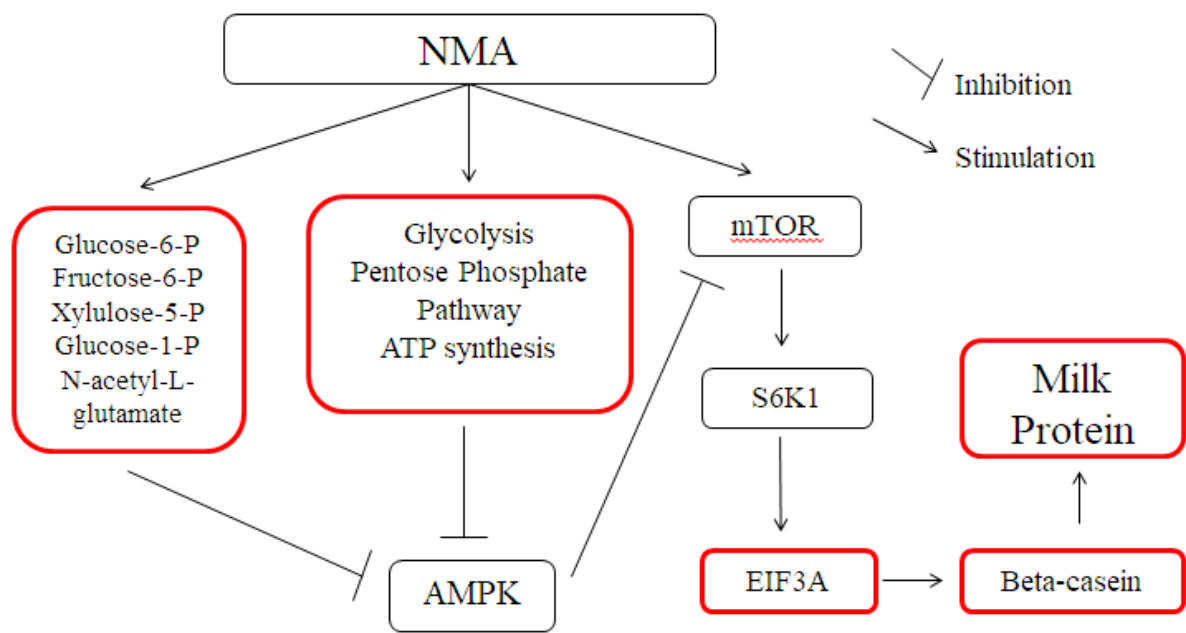 NMA
Inhibition
Stimulation
Glucose-6-P
Fructose-6-P
Xylulose-5-P
Glucose-1-P
N-acetyl-L-
glutamate
Glycolysis
Pentose Phosphate
Pathway
ATP synthesis
mTOR
S6K1
Milk
Protein
AMPK
EIF3A
Beta-casein